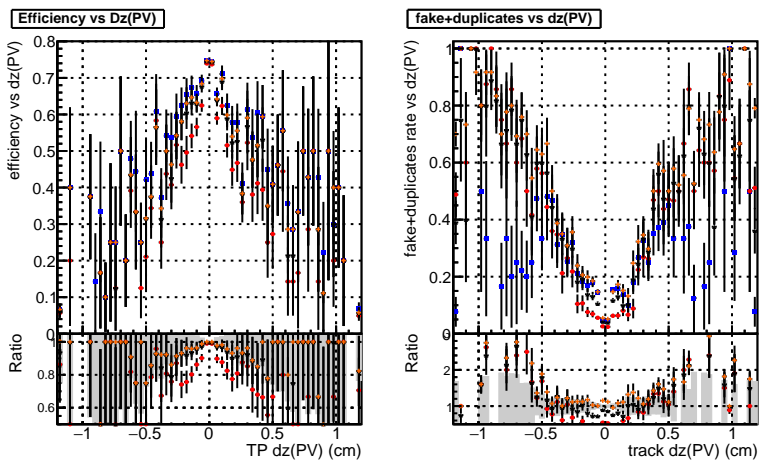 Efficiency vs Dz(PV)
efficiency vs dz(PV)
0.8
0.7
0.6
0.5
0.4
0.3
0.2
0.1
0
Ratio
1
0.8
0.6
−1 −0.5 0 0.5 1
TP dz(PV) (cm)
fake+duplicates vs dz(PV)
fake+duplicates rate vs dz(PV)
1
0.8
0.6
0.4
0.2
Ratio
2
1
−1 −0.5 0 0.5 1
track dz(PV) (cm)